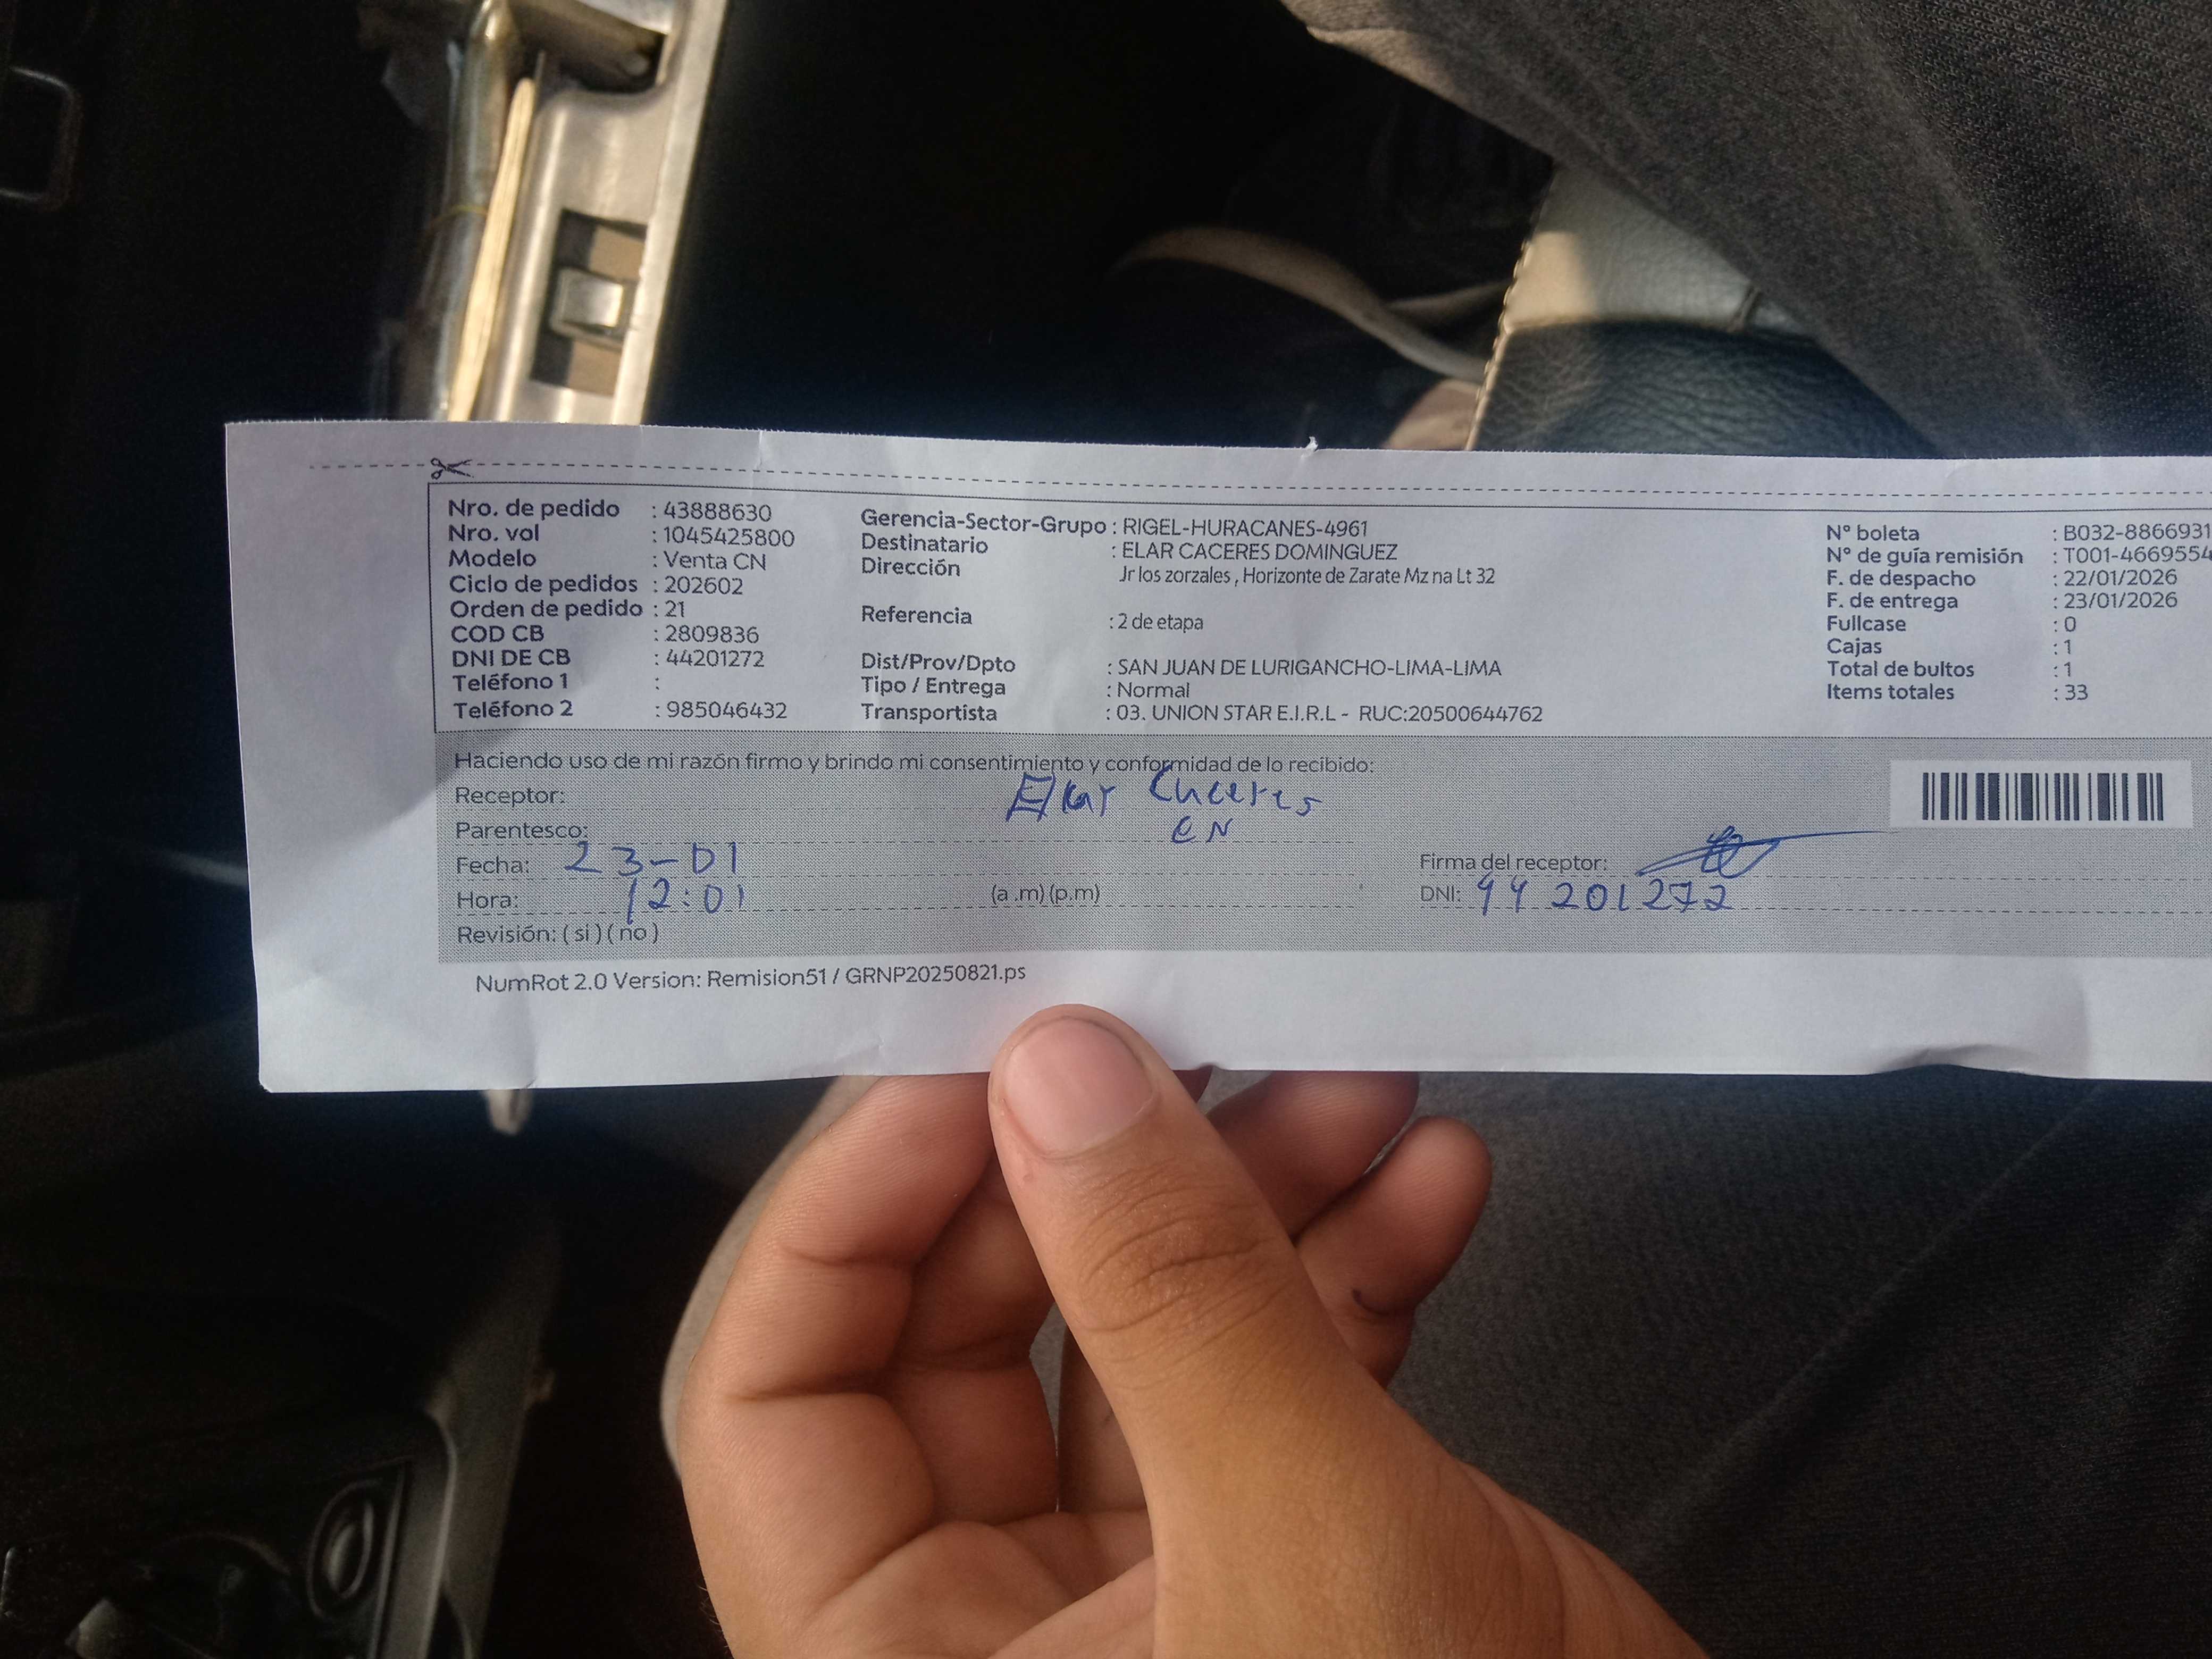 Nro. de pedido : 43888630
Nro. vol : 1045425800
Modelo : Venta CN
Ciclo de pedidos : 202602
Orden de pedido : 21
COD CB : 2809836
DNI DE CB : 44201272
Teléfono 1 :
Teléfono 2 : 985046432
Gerencia-Sector-Grupo : RIGEL-HURACANES-4961
Destinatario : ELAR CACERES DOMINGUEZ
Dirección Jr los zorzales , Horizonte de Zarate Mz na Lt 32
Referencia : 2 de etapa
Dist/Prov/Dpto : SAN JUAN DE LURIGANCHO-LIMA-LIMA
Tipo / Entrega : Normal
Transportista : 03. UNION STAR E.I.R.L - RUC:20500644762
N° boleta : B032-8866931
N° de guía remisión : T001-4669554
F. de despacho : 22/01/2026
F. de entrega : 23/01/2026
Fullcase : 0
Cajas : 1
Total de bultos : 1
Items totales : 33
Haciendo uso de mi razón firmo y brindo mi consentimiento y conformidad de lo recibido:
Receptor: Elar Caceres
Parentesco: CN
Fecha: 23-01
Hora: 12:01 (a .m) (p.m)
Revisión: ( si ) ( no )
Firma del receptor:
DNI: 44201272
NumRot 2.0 Version: Remision51 / GRNP20250821.ps